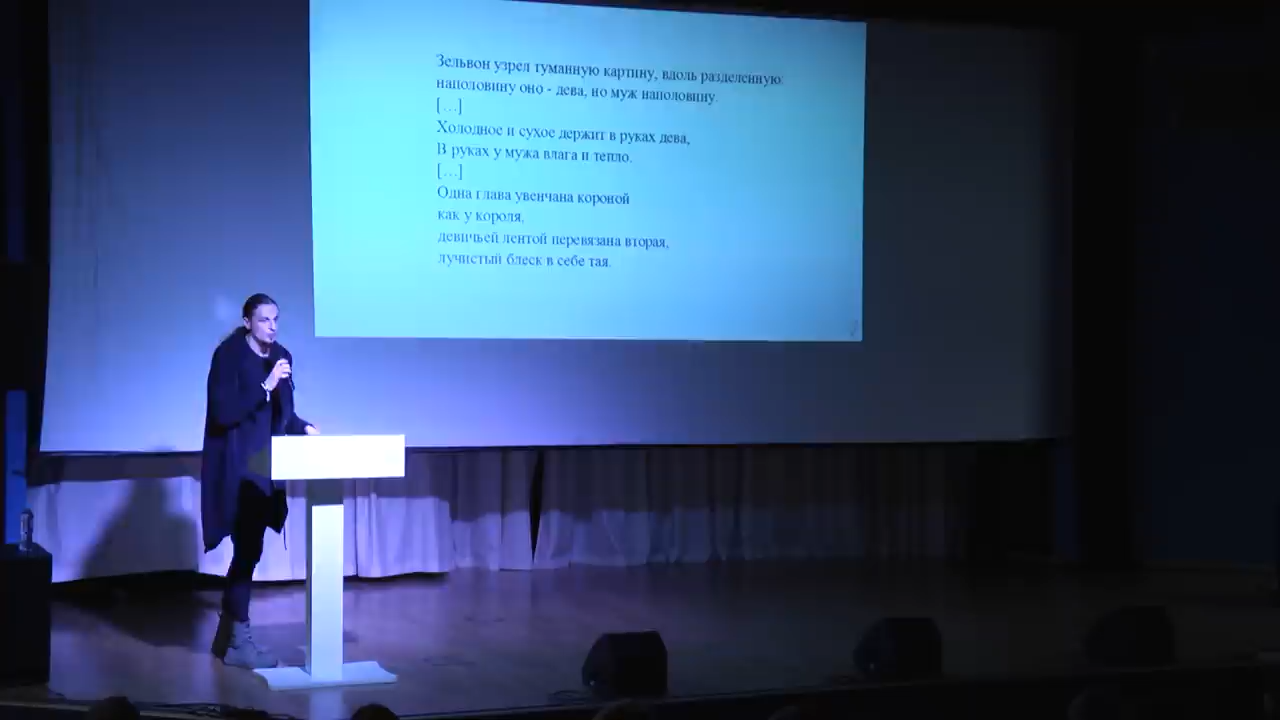 Зельвон узрел туманную картину, вдоль разделенную:
наполовину оно - дева, но муж наполовину.
[…]
Холодное и сухое держит в руках дева,
В руках у мужа влага и тепло.
[…]
Одна глава увенчана короной
как у короля,
девичьей лентой перевязана вторая,
лучистый блеск в себе тая.